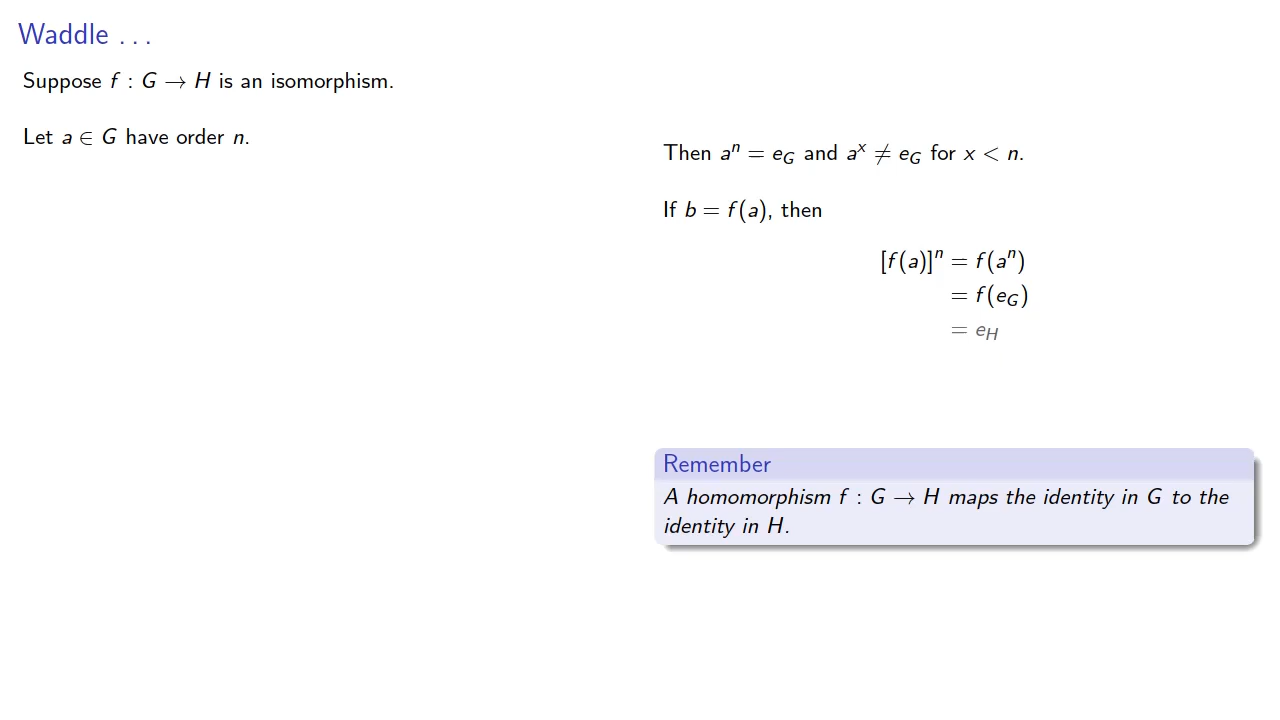 Waddle . . .
Suppose f : G → H is an isomorphism.
Let a ∈ G have order n.
Then aⁿ = e_G and aˣ ≠ e_G for x < n.
If b = f(a), then
[f(a)]ⁿ = f(aⁿ)
= f(e_G)
= e_H
Remember
A homomorphism f : G → H maps the identity in G to the
identity in H.